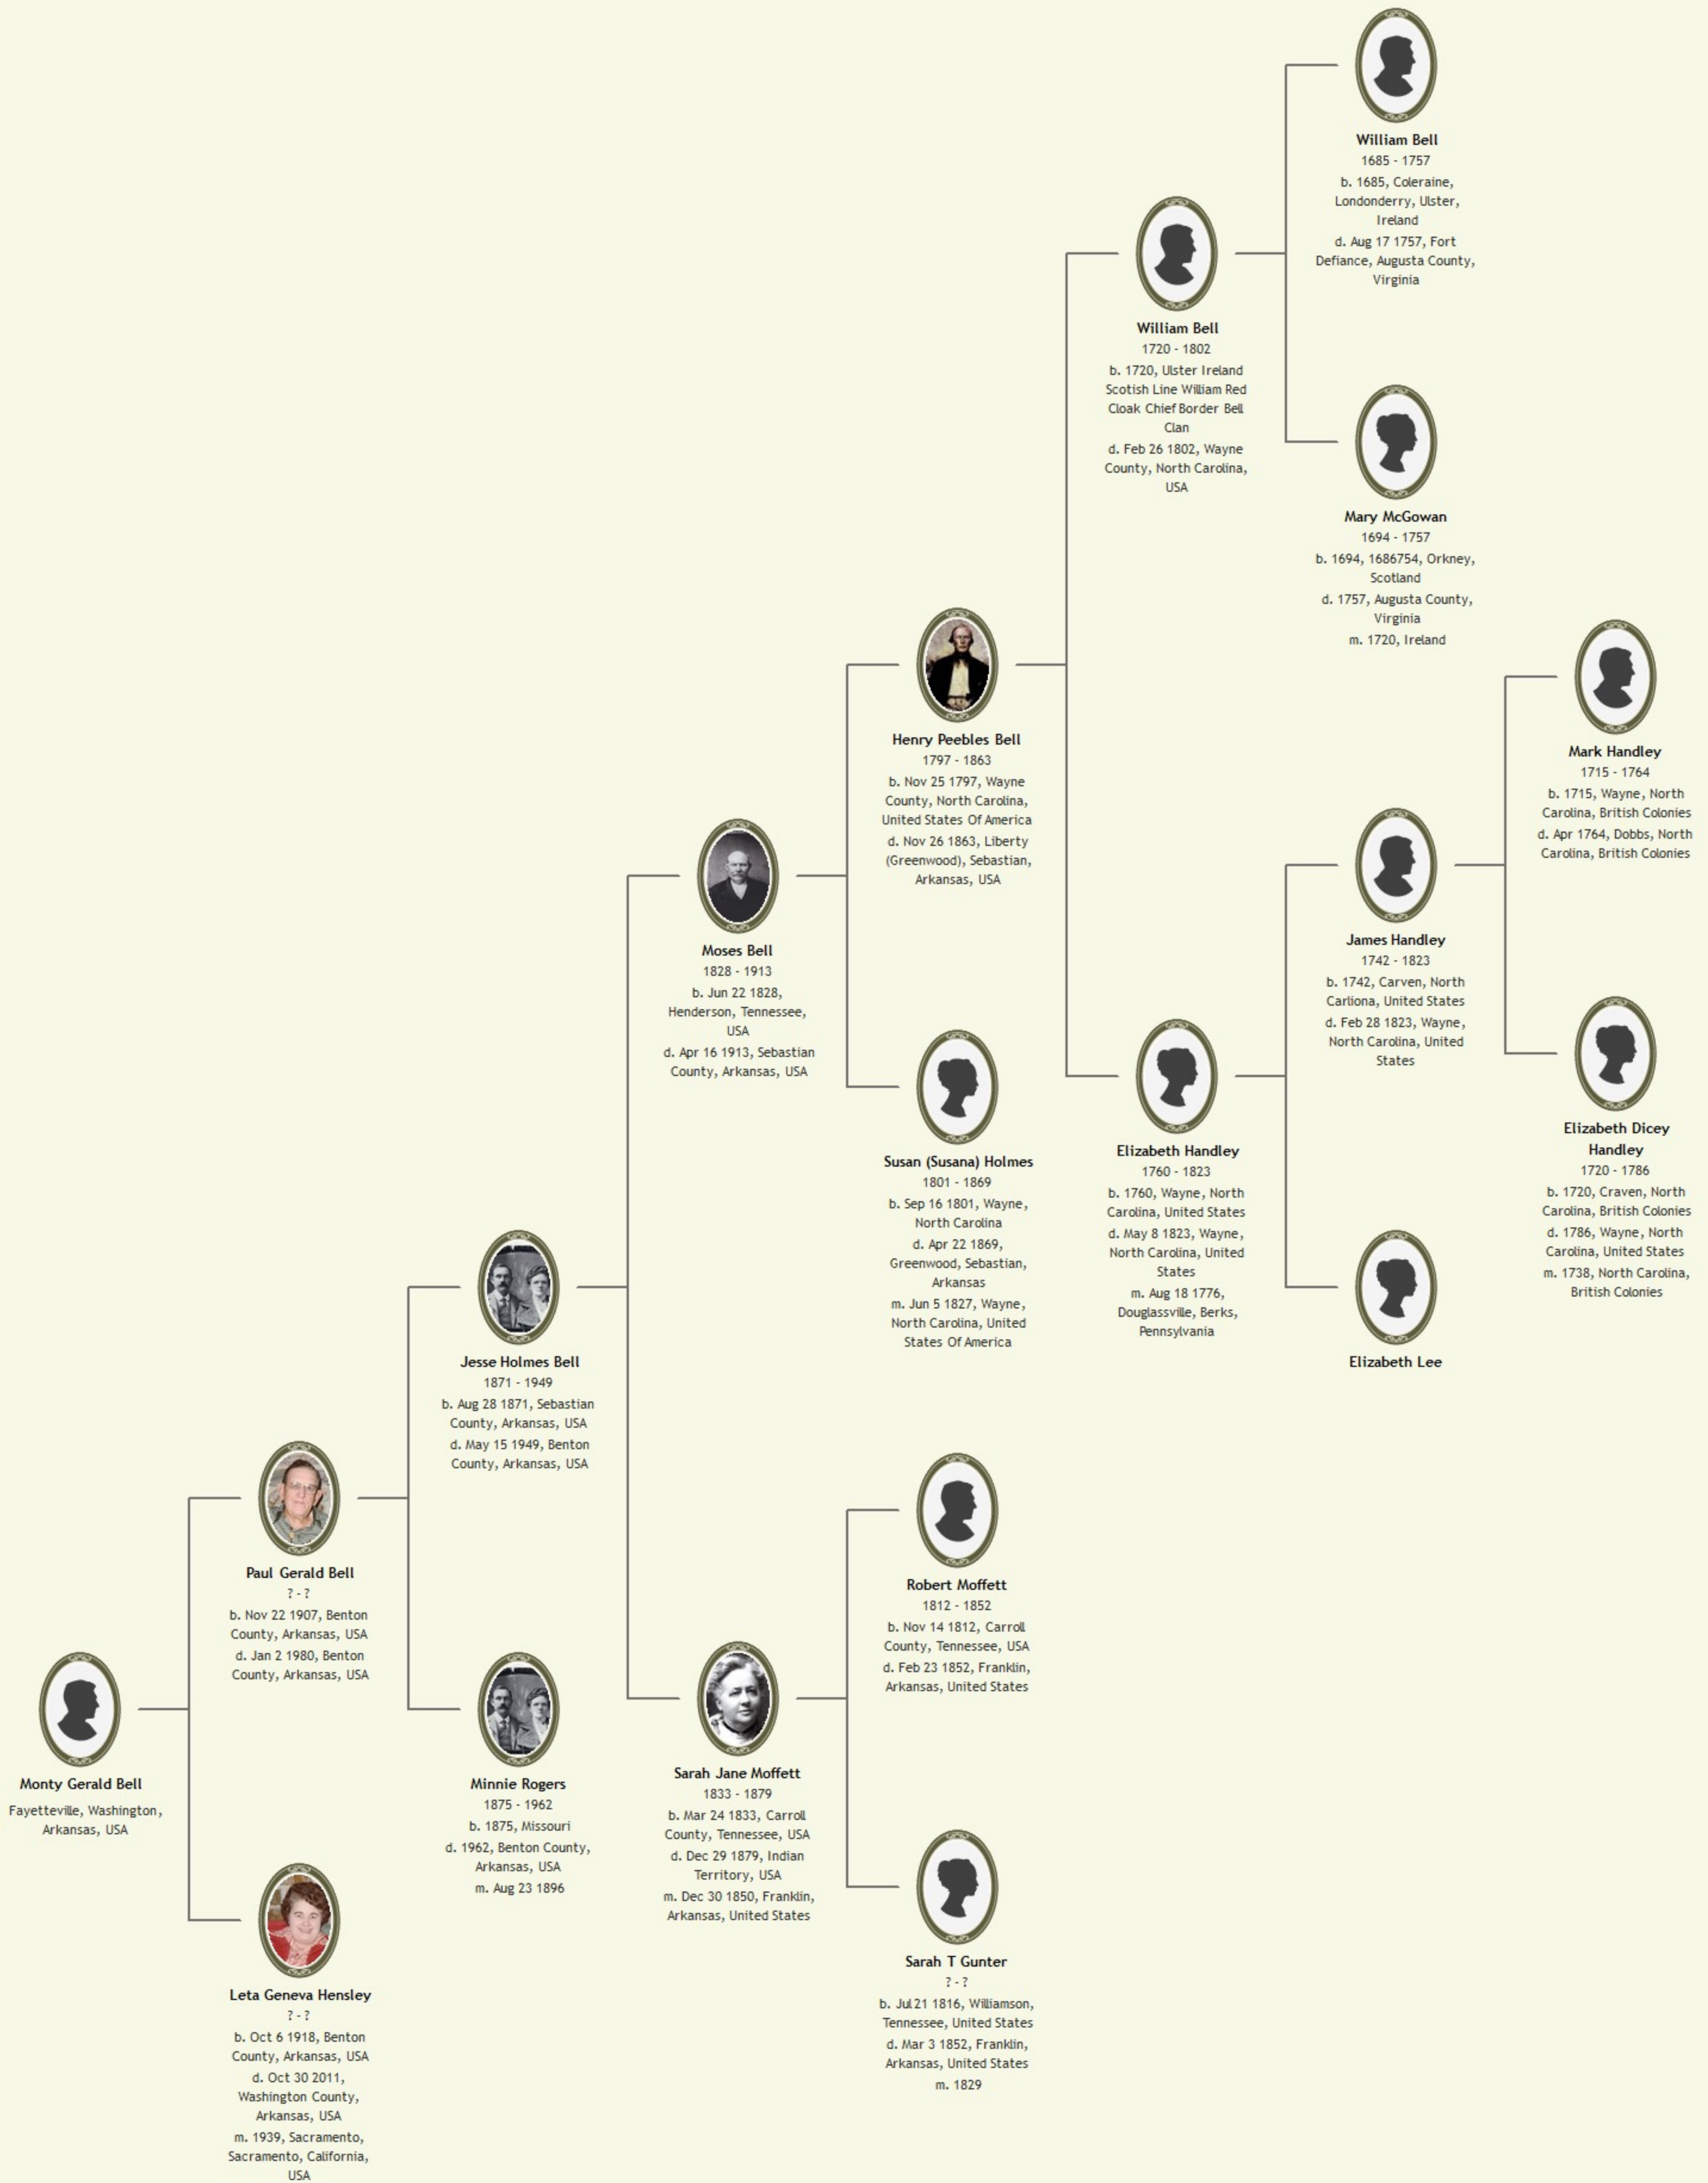 William Bell
1685 - 1757
b. 1685, Coleraine,
Londonderry, Ulster,
Ireland
d. Aug 17 1757, Fort
Defiance, Augusta County,
Virginia
William Bell
1720 - 1802
b. 1720, Ulster Ireland
Scotish Line William Red
Cloak Chief Border Bell
Clan
d. Feb 26 1802, Wayne
County, North Carolina,
USA
Mary McGowan
1694 - 1757
b. 1694, 1686754, Orkney,
Scotland
d. 1757, Augusta County,
Virginia
m. 1720, Ireland
Henry Peebles Bell
1797 - 1863
b. Nov 25 1797, Wayne
County, North Carolina,
United States Of America
d. Nov 26 1863, Liberty
(Greenwood), Sebastian,
Arkansas, USA
Mark Handley
1715 - 1764
b. 1715, Wayne, North
Carolina, British Colonies
d. Apr 1764, Dobbs, North
Carolina, British Colonies
Moses Bell
1828 - 1913
b. Jun 22 1828,
Henderson, Tennessee,
USA
d. Apr 16 1913, Sebastian
County, Arkansas, USA
James Handley
1742 - 1823
b. 1742, Carven, North
Carliona, United States
d. Feb 28 1823, Wayne,
North Carolina, United
States
Susan (Susana) Holmes
1801 - 1869
b. Sep 16 1801, Wayne,
North Carolina
d. Apr 22 1869,
Greenwood, Sebastian,
Arkansas
m. Jun 5 1827, Wayne,
North Carolina, United
States Of America
Elizabeth Handley
1760 - 1823
b. 1760, Wayne, North
Carolina, United States
d. May 8 1823, Wayne,
North Carolina, United
States
m. Aug 18 1776,
Douglassville, Berks,
Pennsylvania
Elizabeth Dicey
Handley
1720 - 1786
b. 1720, Craven, North
Carolina, British Colonies
d. 1786, Wayne, North
Carolina, United States
m. 1738, North Carolina,
British Colonies
Elizabeth Lee
Jesse Holmes Bell
1871 - 1949
b. Aug 28 1871, Sebastian
County, Arkansas, USA
d. May 15 1949, Benton
County, Arkansas, USA
Paul Gerald Bell
? - ?
b. Nov 22 1907, Benton
County, Arkansas, USA
d. Jan 2 1980, Benton
County, Arkansas, USA
Robert Moffett
1812 - 1852
b. Nov 14 1812, Carroll
County, Tennessee, USA
d. Feb 23 1852, Franklin,
Arkansas, United States
Monty Gerald Bell
Fayetteville, Washington,
Arkansas, USA
Minnie Rogers
1875 - 1962
b. 1875, Missouri
d. 1962, Benton County,
Arkansas, USA
m. Aug 23 1896
Sarah Jane Moffett
1833 - 1879
b. Mar 24 1833, Carroll
County, Tennessee, USA
d. Dec 29 1879, Indian
Territory, USA
m. Dec 30 1850, Franklin,
Arkansas, United States
Sarah T Gunter
? - ?
b. Jul 21 1816, Williamson,
Tennessee, United States
d. Mar 3 1852, Franklin,
Arkansas, United States
m. 1829
Leta Geneva Hensley
? - ?
b. Oct 6 1918, Benton
County, Arkansas, USA
d. Oct 30 2011,
Washington County,
Arkansas, USA
m. 1939, Sacramento,
Sacramento, California,
USA